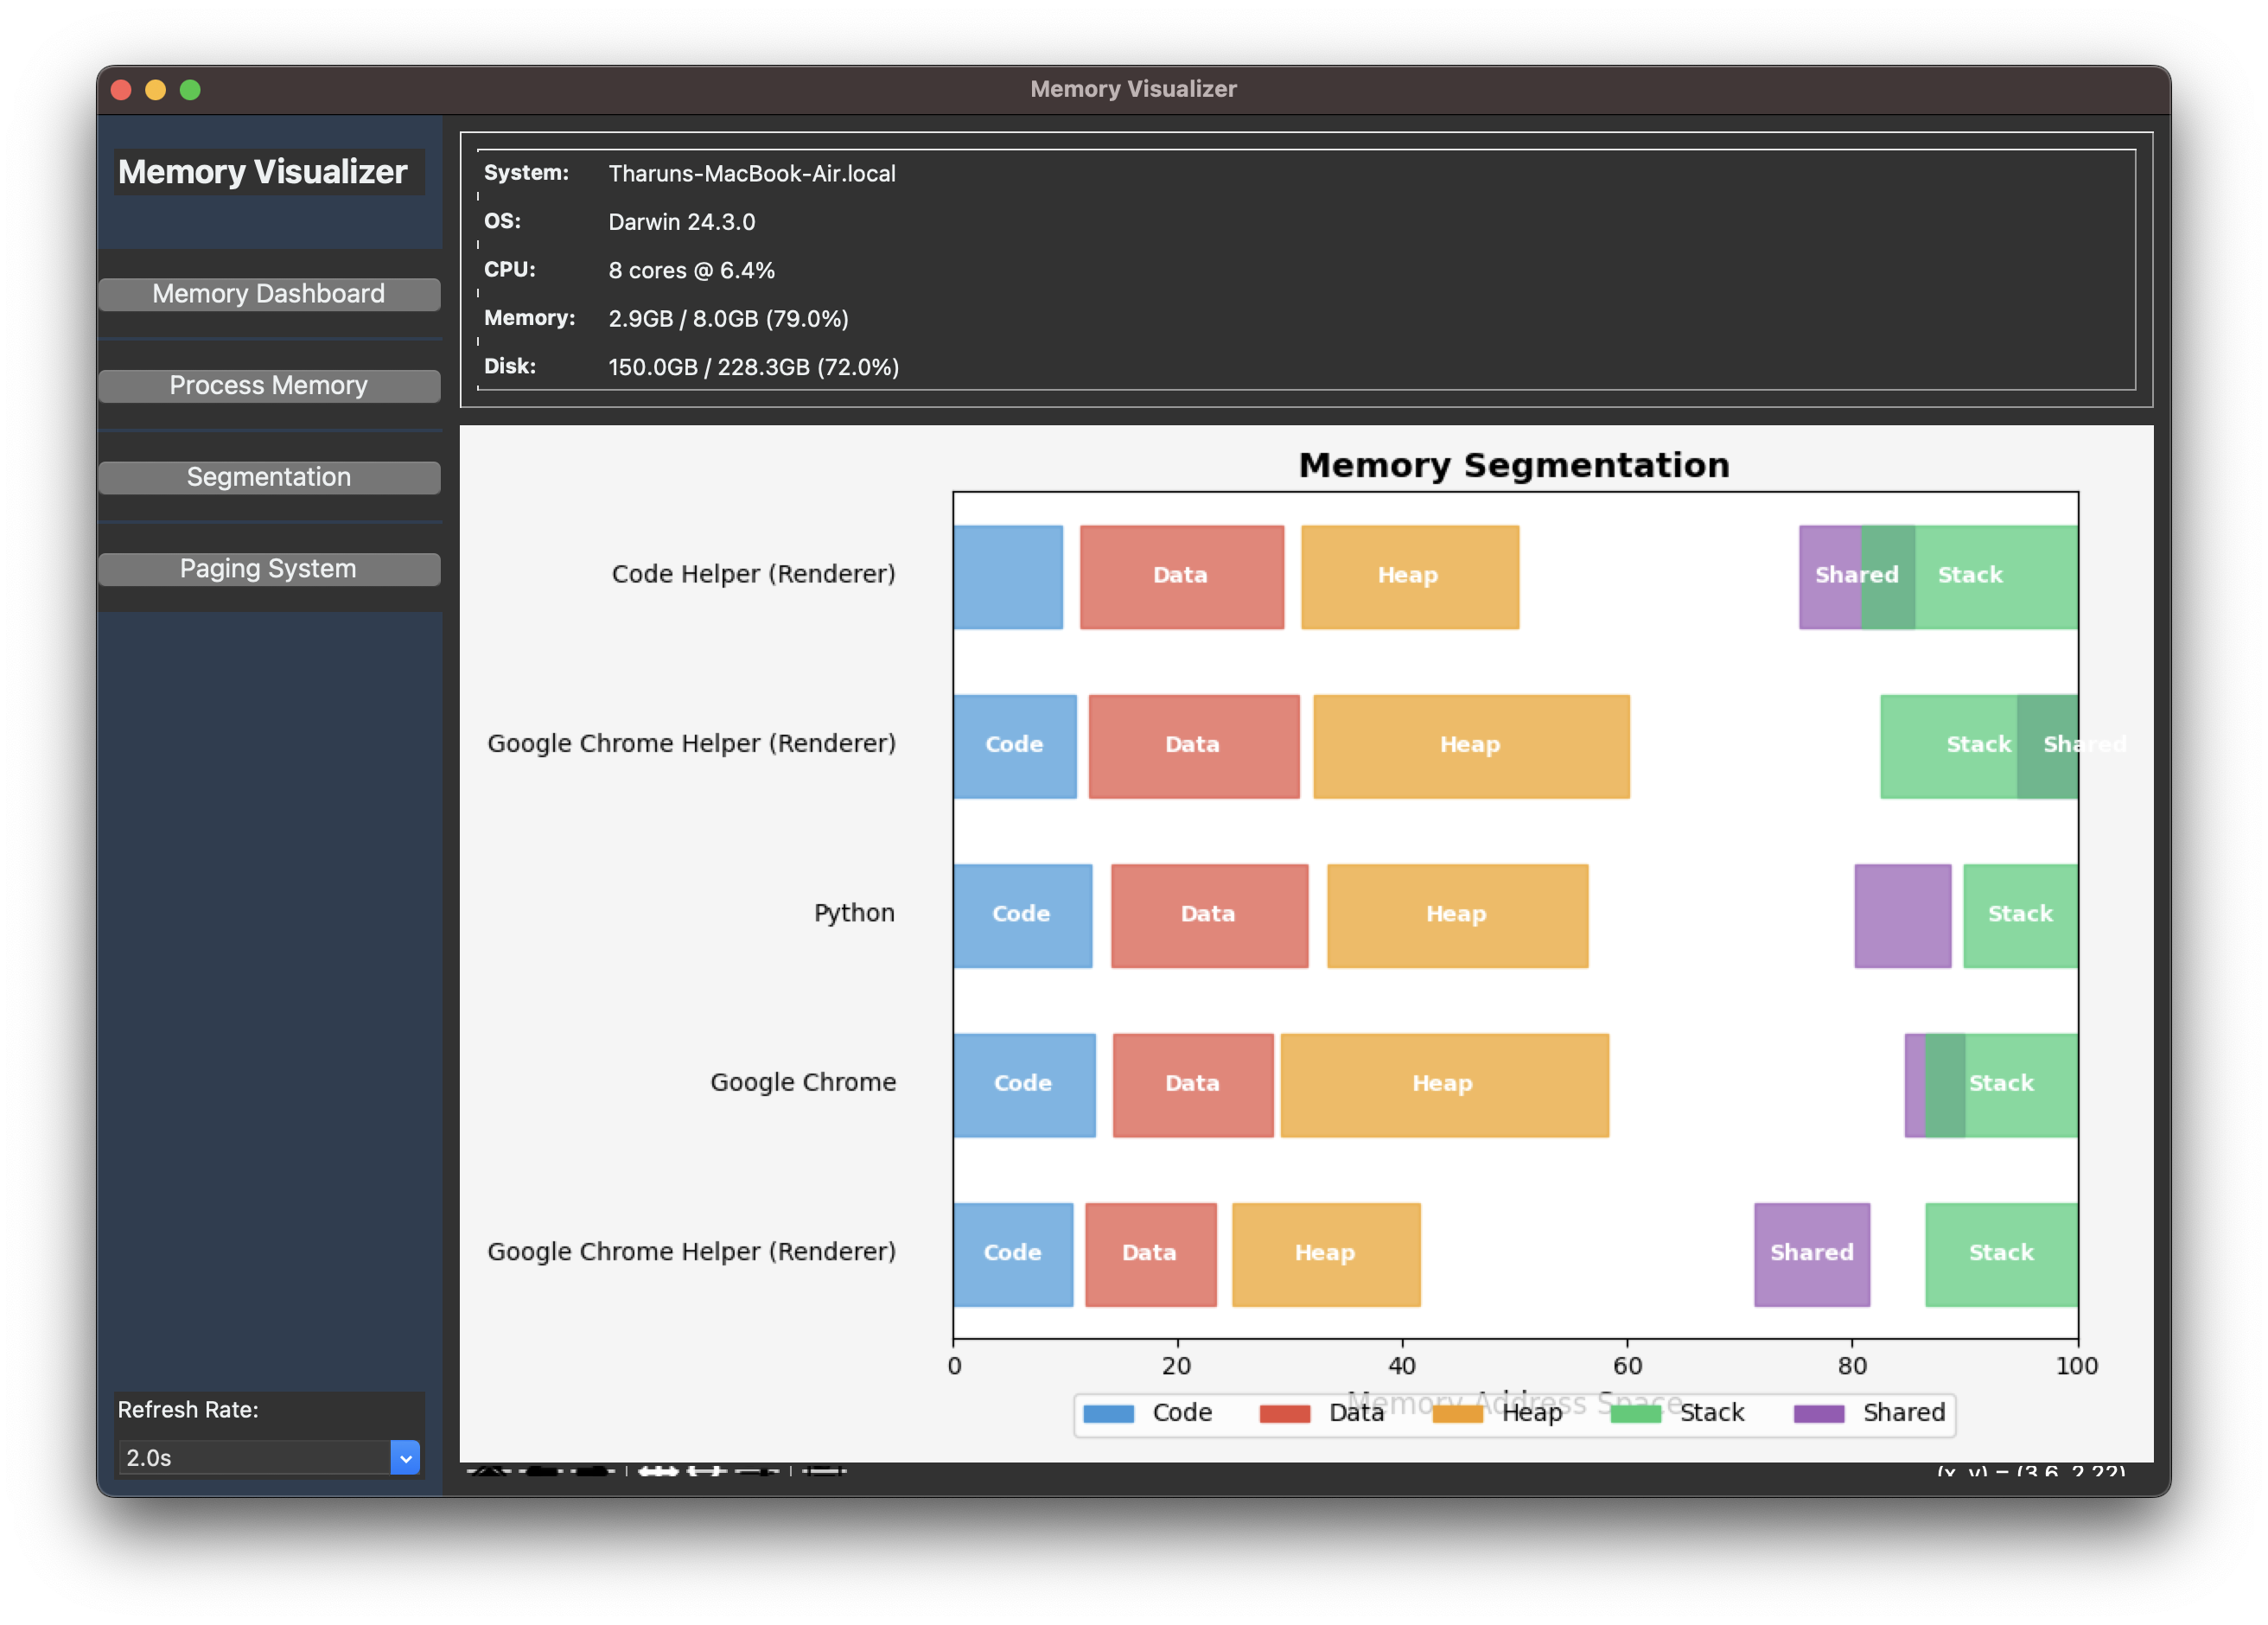 Memory Visualizer
Memory Visualizer
System: Tharuns-MacBook-Air.local
OS: Darwin 24.3.0
CPU: 8 cores @ 6.4%
Memory: 2.9GB / 8.0GB (79.0%)
Disk: 150.0GB / 228.3GB (72.0%)
Memory Dashboard
Process Memory
Segmentation
Paging System
Refresh Rate:
2.0s
Memory Segmentation
Code Helper (Renderer) Data Heap Shared Stack
Google Chrome Helper (Renderer) Code Data Heap Stack Shared
Python Code Data Heap Stack
Google Chrome Code Data Heap Stack
Google Chrome Helper (Renderer) Code Data Heap Shared Stack
0 20 40 60 80 100
Memory Address Space
Code Data Heap Stack Shared
(x, y) = (3.6, 2.22)